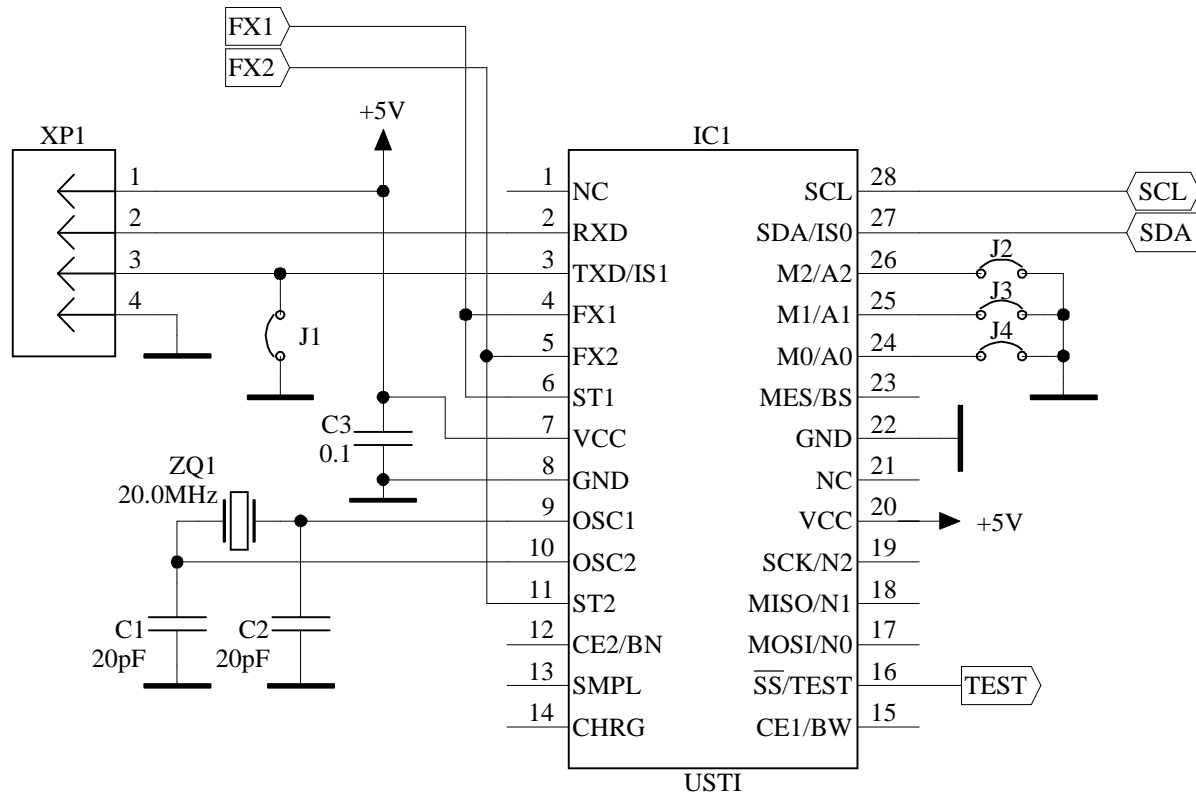 FX1
FX2
+5V
XP1
IC1
1
2
3
4
J1
C3
0.1
ZQ1
20.0MHz
C1
20pF
C2
20pF
1 NC
2 RXD
3 TXD/IS1
4 FX1
5 FX2
6 ST1
7 VCC
8 GND
9 OSC1
10 OSC2
11 ST2
12 CE2/BN
13 SMPL
14 CHRG
SCL 28
SDA/IS0 27
M2/A2 26
M1/A1 25
M0/A0 24
MES/BS 23
GND 22
NC 21
VCC 20
SCK/N2 19
MISO/N1 18
MOSI/N0 17
SS/TEST 16
CE1/BW 15
SCL
SDA
J2
J3
J4
+5V
TEST
USTI